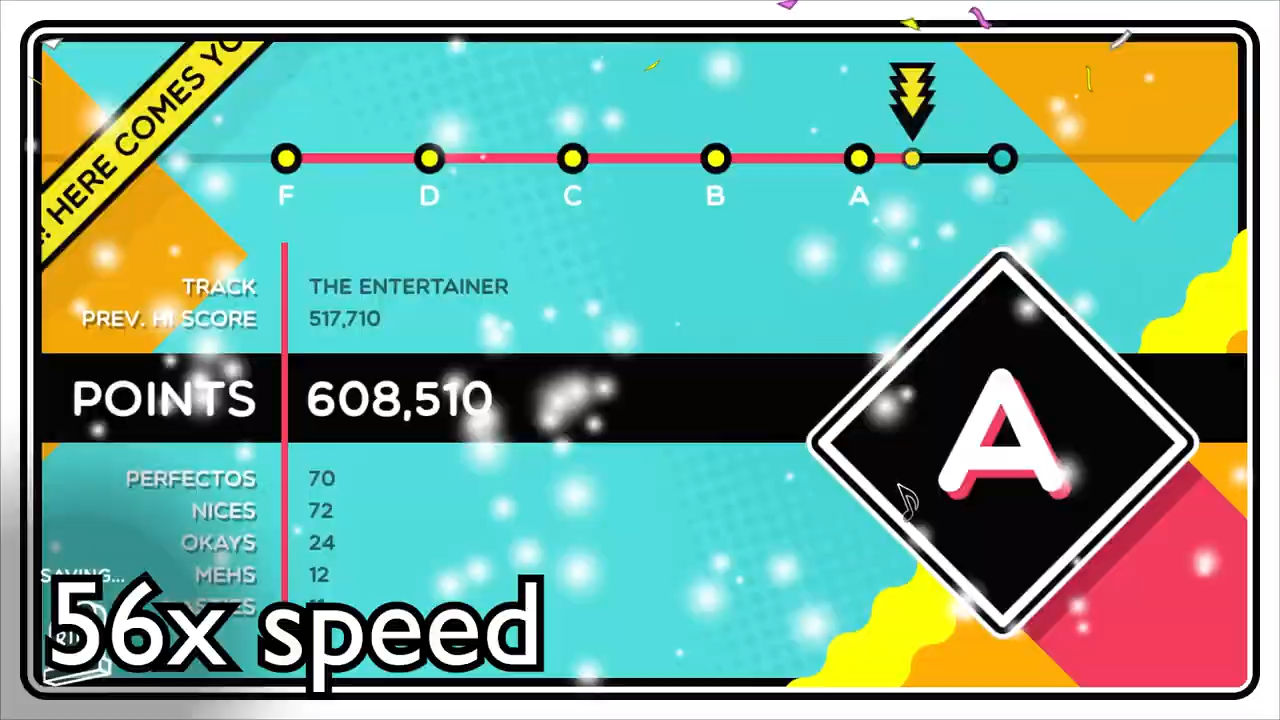 HERE COMES YO
F D C B A
TRACK THE ENTERTAINER
PREV. HI SCORE 517,710
POINTS 608,510
A
PERFECTOS 70
NICES 72
OKAYS 24
MEHS 12
SAVING...
56x speed